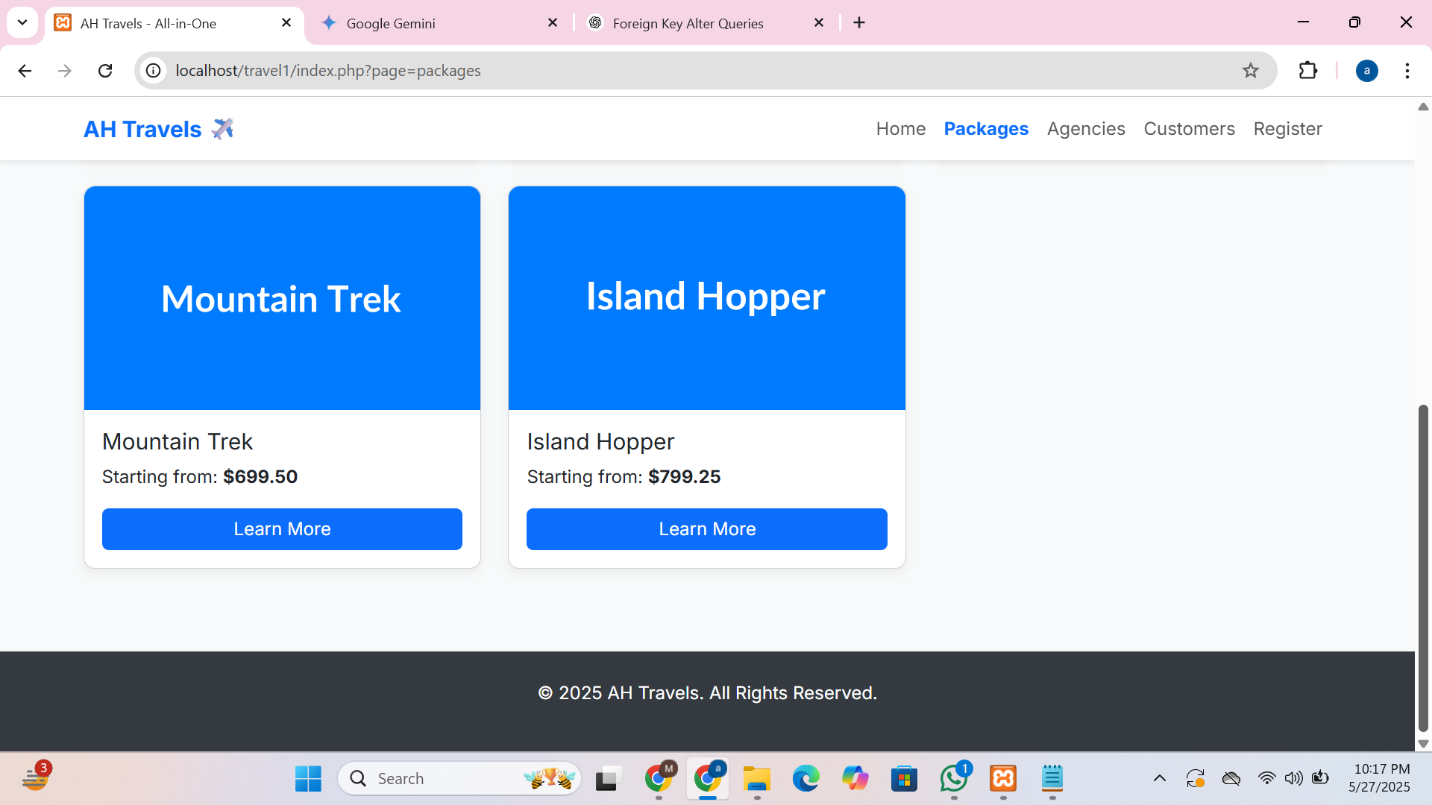 AH Travels - All-in-One
Google Gemini
Foreign Key Alter Queries
localhost/travel1/index.php?page=packages
a
AH Travels
Home Packages Agencies Customers Register
Mountain Trek
Island Hopper
Mountain Trek
Starting from: $699.50
Learn More
Island Hopper
Starting from: $799.25
Learn More
© 2025 AH Travels. All Rights Reserved.
3
Search
M
a
1
10:17 PM
5/27/2025